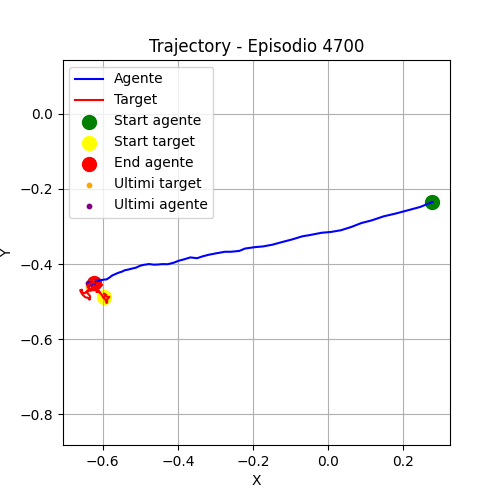 Trajectory - Episodio 4700
Agente
Target
Start agente
Start target
End agente
Ultimi target
Ultimi agente
0.0
−0.2
−0.4
−0.6
−0.8
Y
−0.6
−0.4
−0.2
0.0
0.2
X